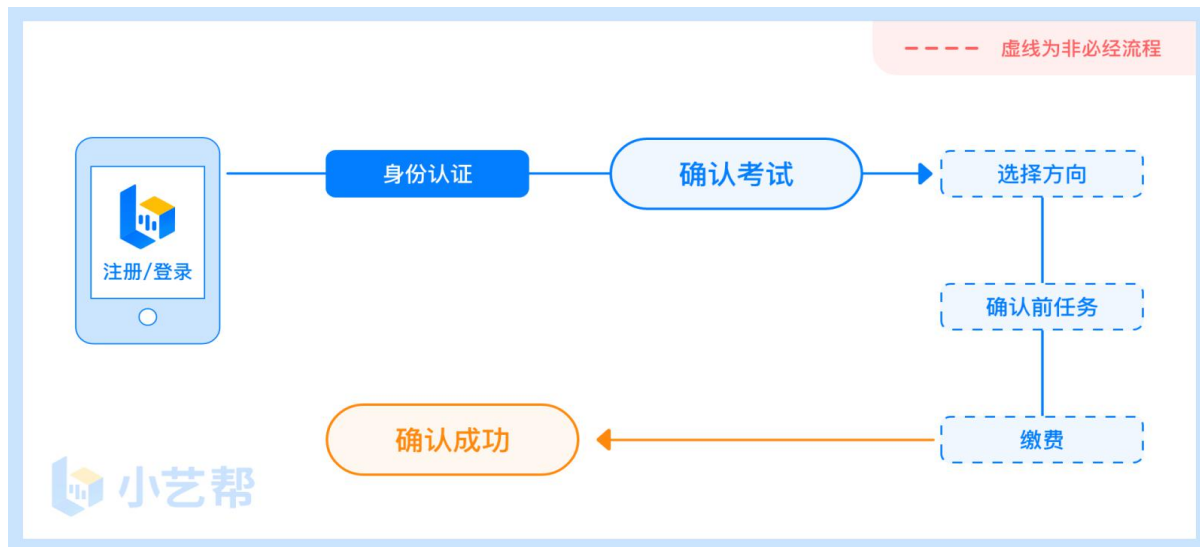 虚线为非必经流程
身份认证
确认考试
选择方向
注册/登录
确认前任务
确认成功
缴费
小艺帮